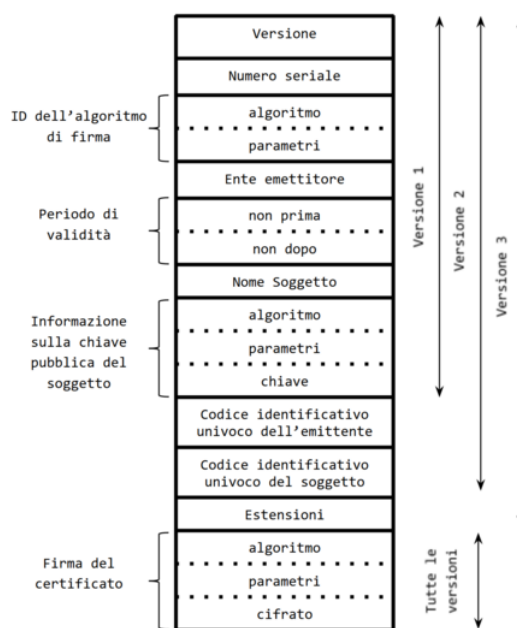 Versione
Numero seriale
ID dell'algoritmo
di firma
algoritmo
parametri
Ente emettitore
Periodo di
validità
non prima
non dopo
Nome Soggetto
Informazione
sulla chiave
pubblica del
soggetto
algoritmo
parametri
chiave
Codice identificativo
univoco dell'emittente
Codice identificativo
univoco del soggetto
Estensioni
Firma del
certificato
algoritmo
parametri
cifrato
Versione 1
Versione 2
Versione 3
Tutte le
versioni